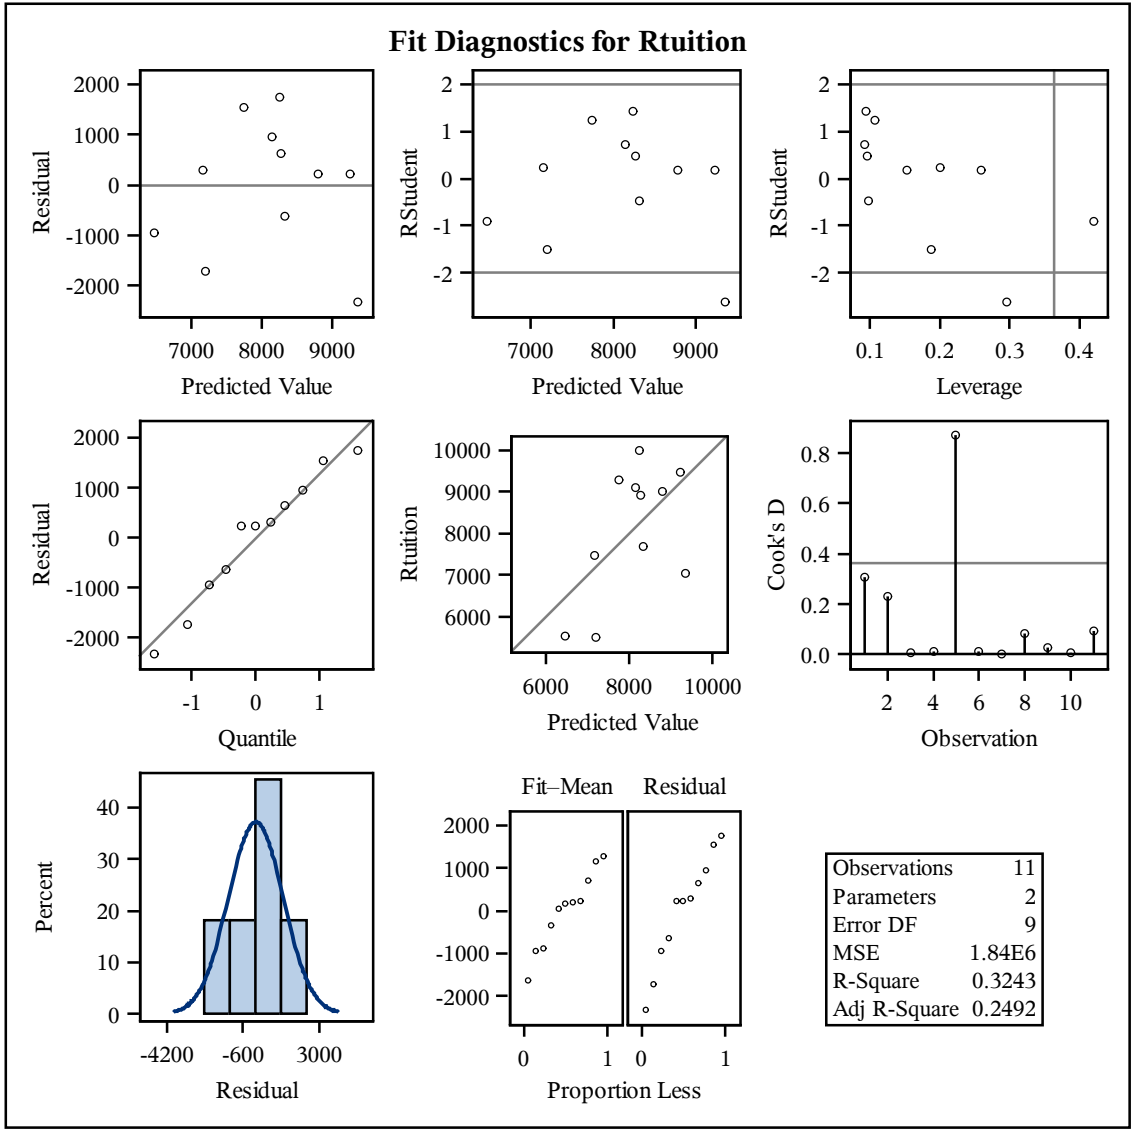 Fit Diagnostics for Rtuition
2000
1000
0
-1000
-2000
Residual
7000 8000 9000
Predicted Value
2
1
0
-1
-2
RStudent
7000 8000 9000
Predicted Value
2
1
0
-1
-2
RStudent
0.1 0.2 0.3 0.4
Leverage
2000
1000
0
-1000
-2000
Residual
-1 0 1
Quantile
10000
9000
8000
7000
6000
Rtuition
6000 8000 10000
Predicted Value
0.8
0.6
0.4
0.2
0.0
Cook's D
2 4 6 8 10
Observation
40
30
20
10
0
Percent
-4200 -600 3000
Residual
Fit–Mean Residual
2000
1000
0
-1000
-2000
0 1 0 1
Proportion Less
Observations 11
Parameters 2
Error DF 9
MSE 1.84E6
R-Square 0.3243
Adj R-Square 0.2492